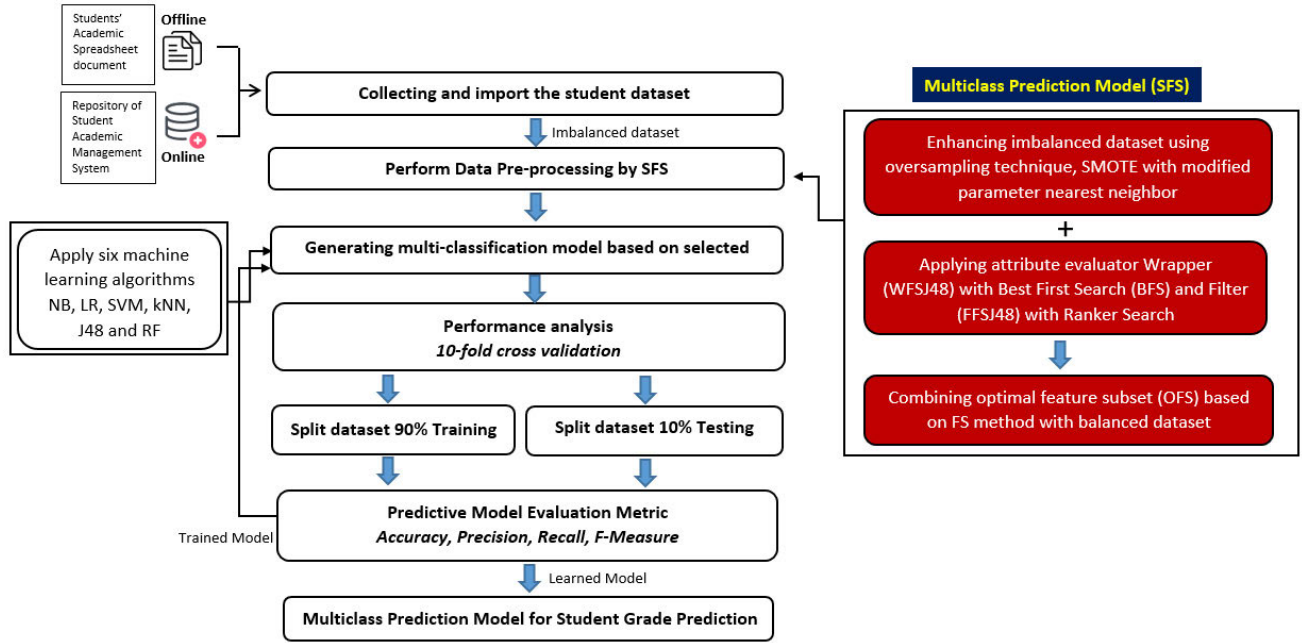 Students’
Academic
Spreadsheet
document
Offline
Repository of
Student
Academic
Management
System
Online
Collecting and import the student dataset
Imbalanced dataset
Perform Data Pre-processing by SFS
Generating multi-classification model based on selected
Apply six machine
learning algorithms
NB, LR, SVM, kNN,
J48 and RF
Performance analysis
10-fold cross validation
Split dataset 90% Training
Split dataset 10% Testing
Predictive Model Evaluation Metric
Accuracy, Precision, Recall, F-Measure
Trained Model
Learned Model
Multiclass Prediction Model for Student Grade Prediction
Multiclass Prediction Model (SFS)
Enhancing imbalanced dataset using
oversampling technique, SMOTE with modified
parameter nearest neighbor
+
Applying attribute evaluator Wrapper
(WFSJ48) with Best First Search (BFS) and Filter
(FFSJ48) with Ranker Search
Combining optimal feature subset (OFS) based
on FS method with balanced dataset